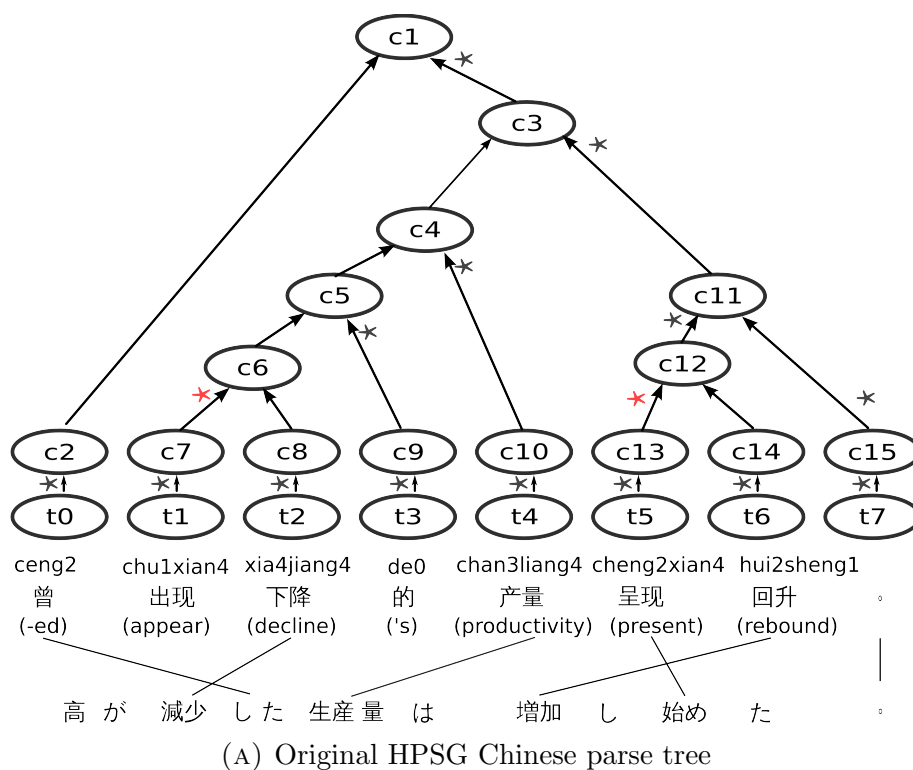 c1
c3
c4
c5 c11
c6 c12
c2 c7 c8 c9 c10 c13 c14 c15
t0 t1 t2 t3 t4 t5 t6 t7
ceng2 chu1xian4 xia4jiang4 de0 chan3liang4 cheng2xian4 hui2sheng1
曾 出现 下降 的 产量 呈现 回升 。
(-ed) (appear) (decline) ('s) (productivity) (present) (rebound)
高 が 減少 し た 生産 量 は 増加 し 始め た
(A) Original HPSG Chinese parse tree